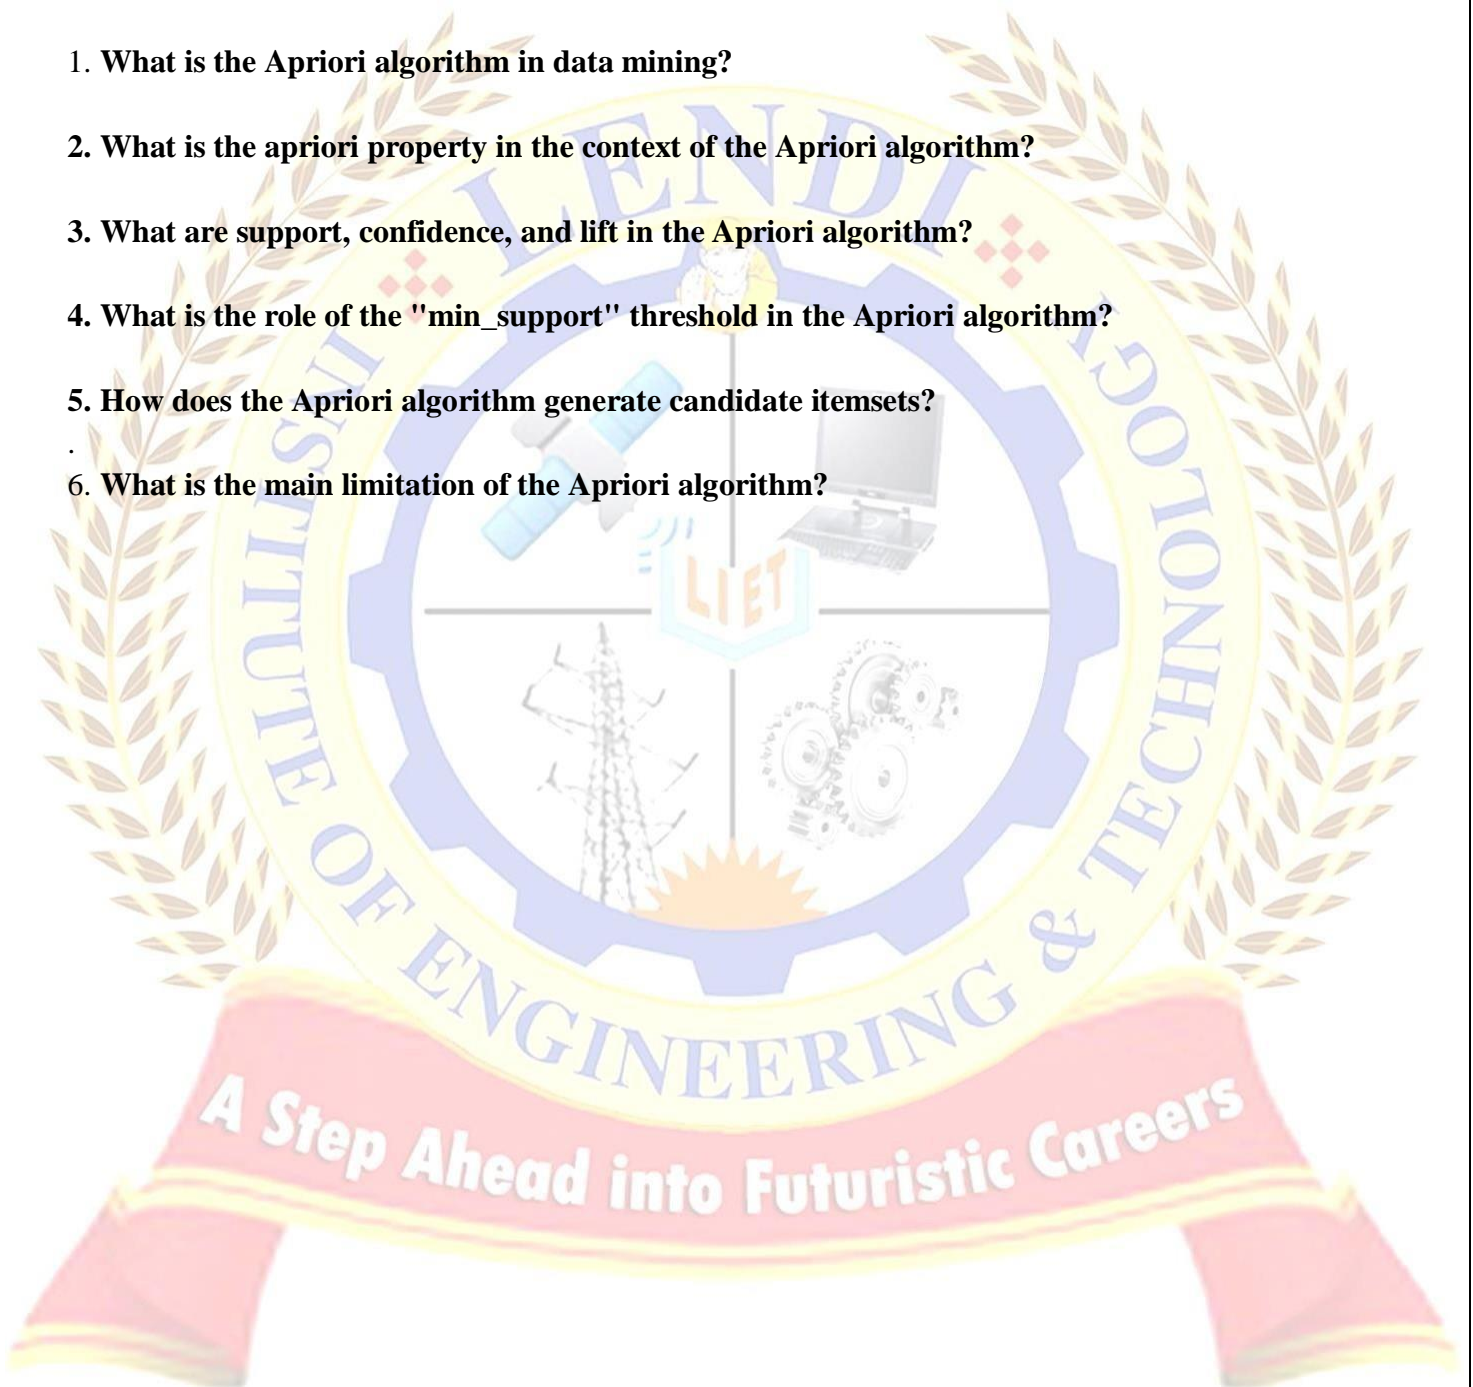 1. What is the Apriori algorithm in data mining?
2. What is the apriori property in the context of the Apriori algorithm?
3. What are support, confidence, and lift in the Apriori algorithm?
4. What is the role of the "min_support" threshold in the Apriori algorithm?
5. How does the Apriori algorithm generate candidate itemsets?
.
6. What is the main limitation of the Apriori algorithm?
LENDI INSTITUTE OF ENGINEERING & TECHNOLOGY
LIET
A Step Ahead into Futuristic Careers